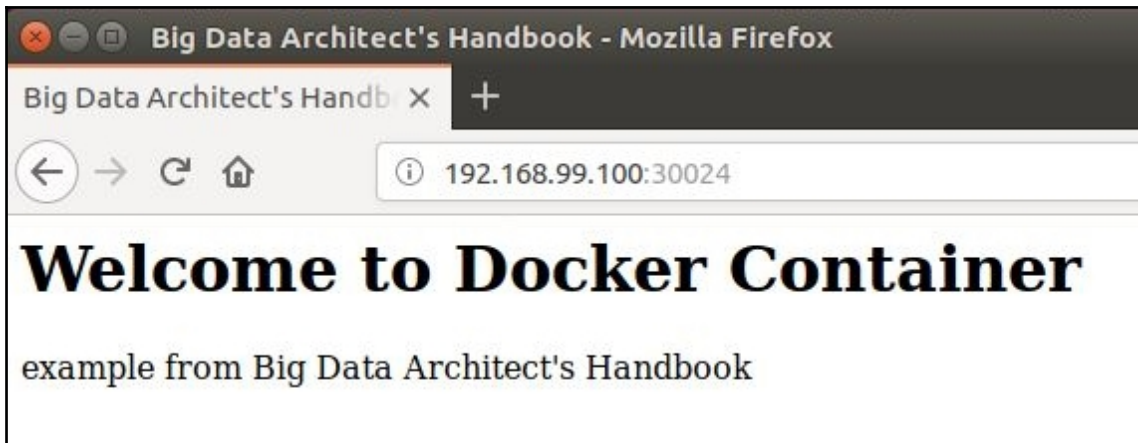 Big Data Architect's Handbook - Mozilla Firefox
Big Data Architect's Handb
192.168.99.100:30024
Welcome to Docker Container
example from Big Data Architect's Handbook